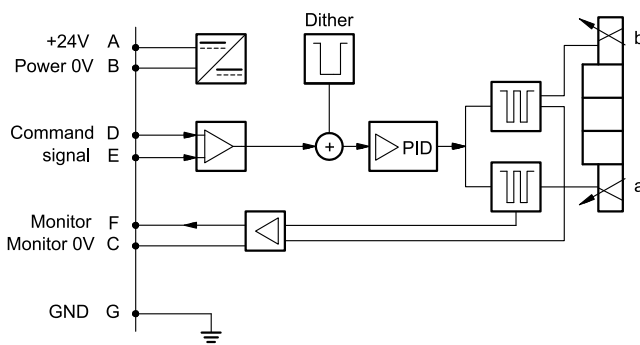 Dither
+24V A
Power 0V B
b
Command D
signal E
PID
a
Monitor F
Monitor 0V C
GND G